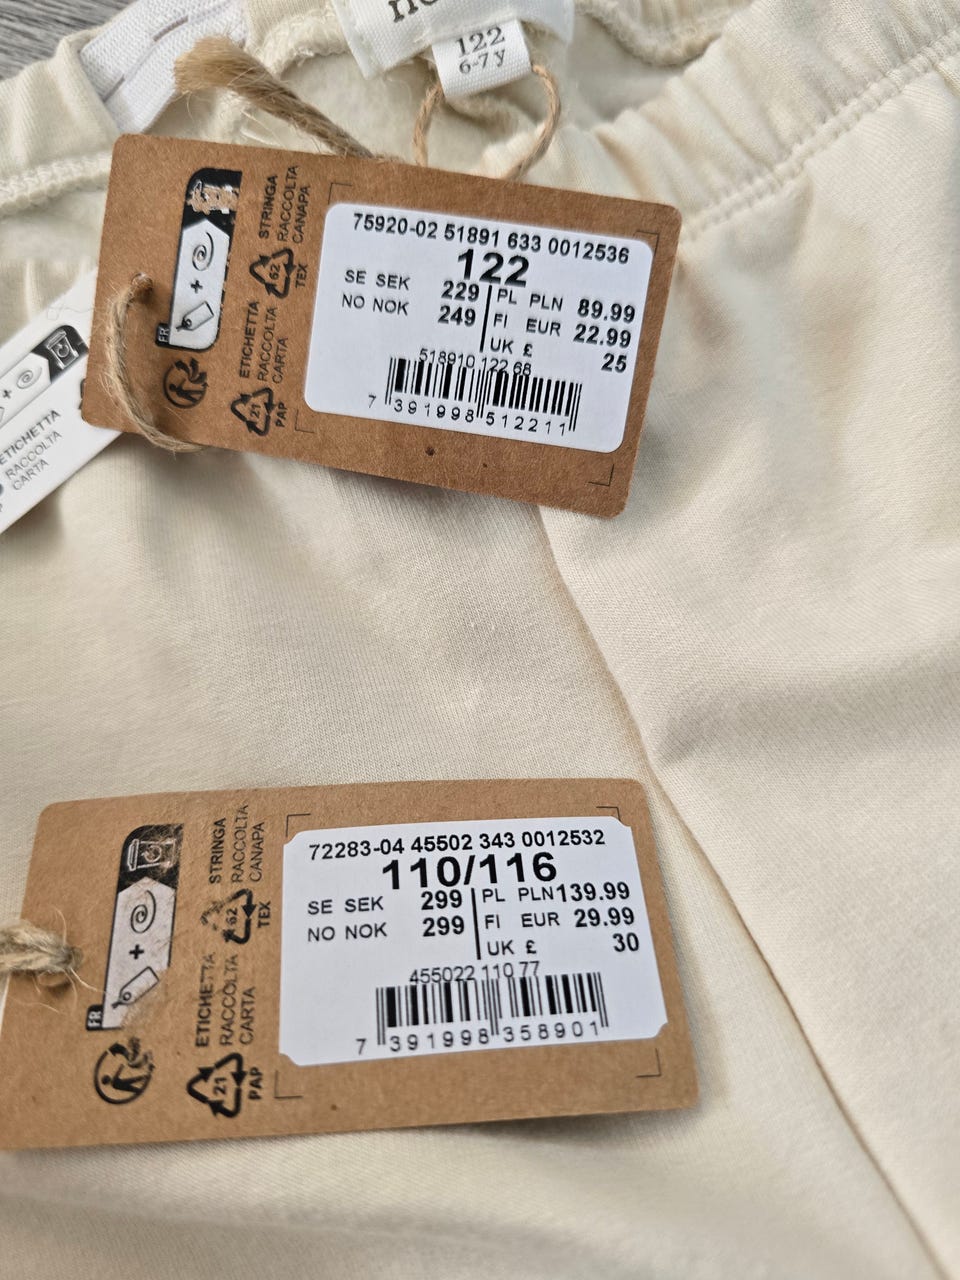 122
6-7 y
STRINGA
RACCOLTA
CANAPA
62
TEX
FR
ETICHETTA
RACCOLTA
CARTA
21
PAP
75920-02 51891 633 0012536
122
SE SEK 229
NO NOK 249
PL PLN 89.99
FI EUR 22.99
UK £ 25
518910 122 68
7 391998 512211
ETICHETTA
RACCOLTA
CARTA
STRINGA
RACCOLTA
CANAPA
62
TEX
FR
ETICHETTA
RACCOLTA
CARTA
21
PAP
72283-04 45502 343 0012532
110/116
SE SEK 299
NO NOK 299
PL PLN 139.99
FI EUR 29.99
UK £ 30
455022 110 77
7 391998 358901